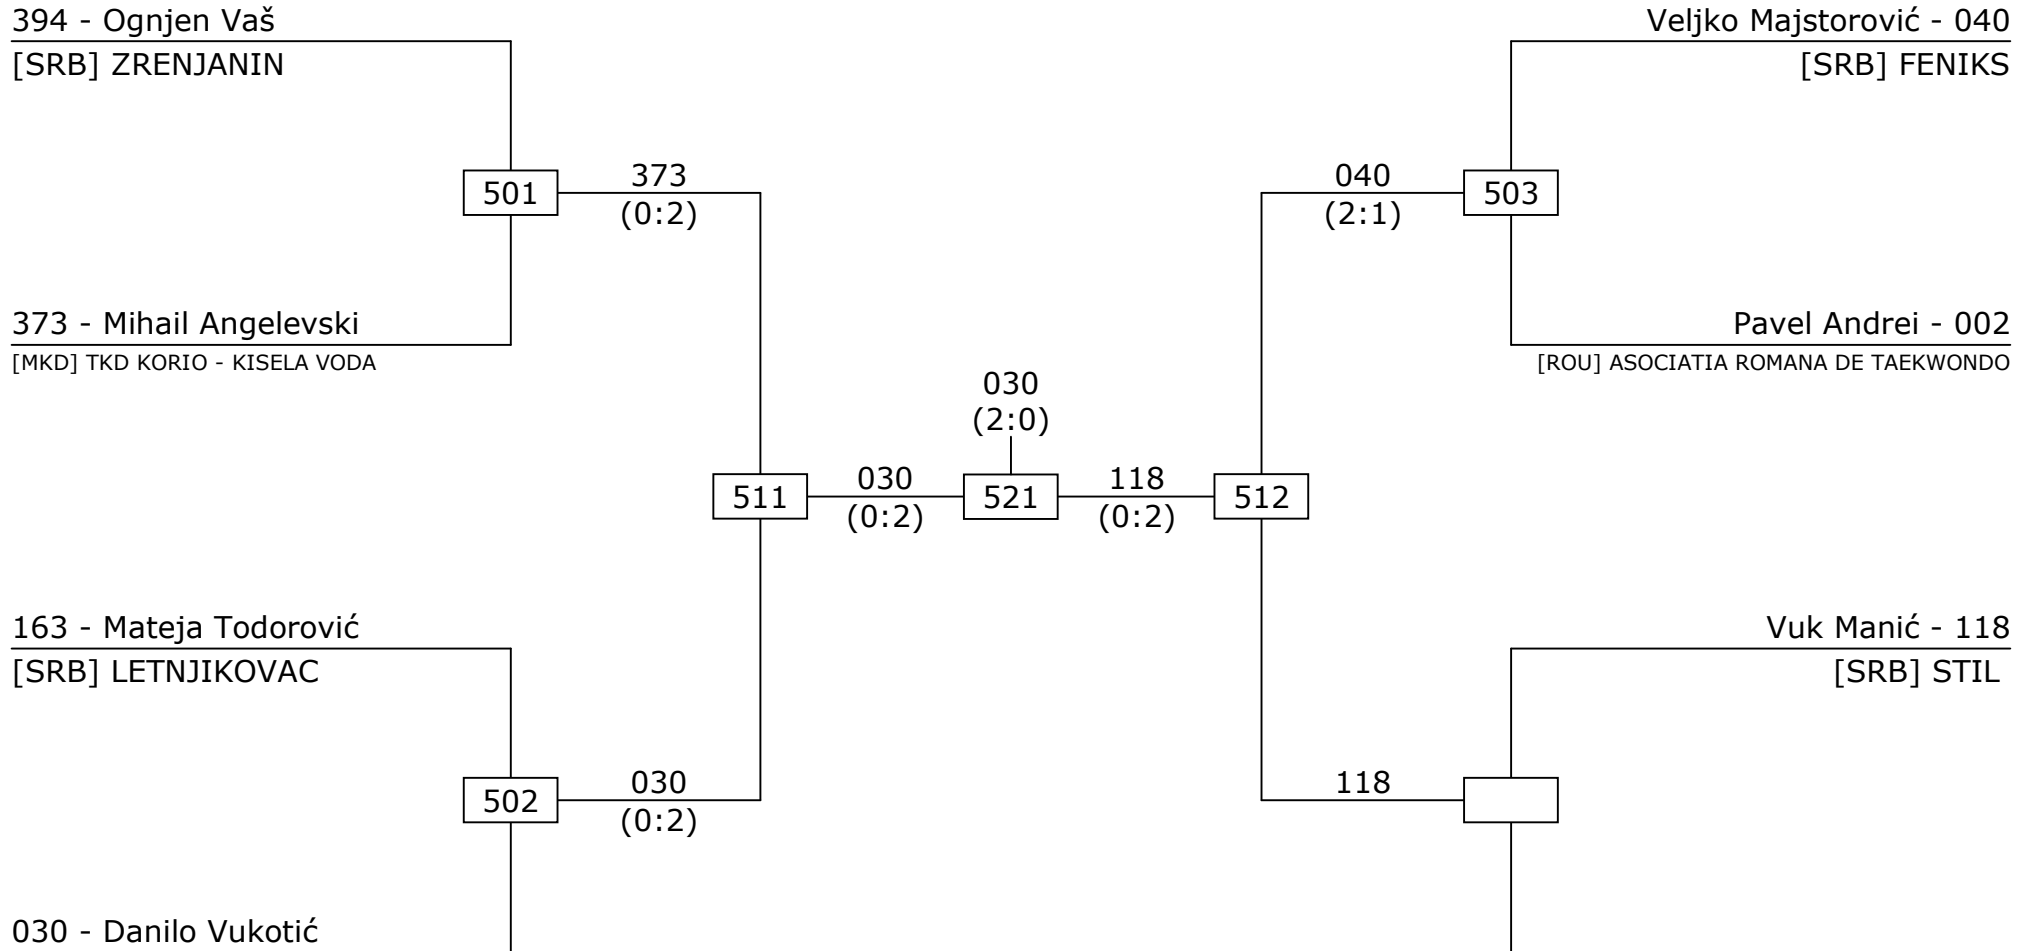 394 - Ognjen Vaš
[SRB] ZRENJANIN
501
373
(0:2)
373 - Mihail Angelevski
[MKD] TKD KORIO - KISELA VODA
163 - Mateja Todorović
[SRB] LETNJIKOVAC
502
030
(0:2)
030 - Danilo Vukotić
511
030
(0:2)
030
(2:0)
521
118
(0:2)
512
Veljko Majstorović - 040
[SRB] FENIKS
040
(2:1)
503
Pavel Andrei - 002
[ROU] ASOCIATIA ROMANA DE TAEKWONDO
Vuk Manić - 118
[SRB] STIL
118